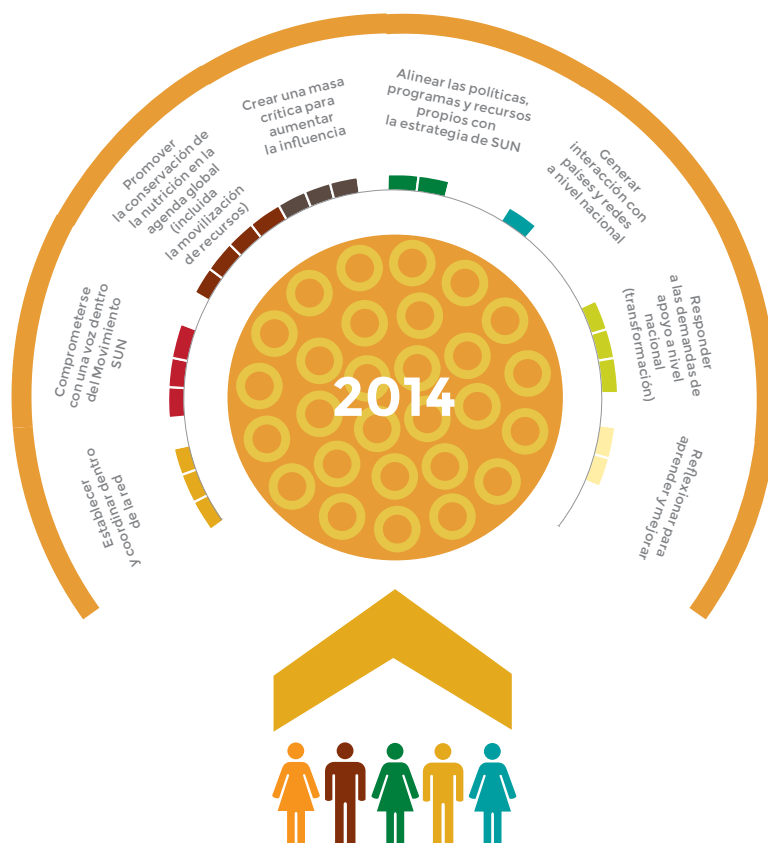 Establecer
y coordinar dentro
de la red
Comprometerse
con una voz dentro
del Movimiento
SUN
Promover
la conservación de
la nutrición en la
agenda global
(incluida
la movilización
de recursos)
Crear una masa
crítica para
aumentar
la influencia
Alinear las políticas,
programas y recursos
propios con
la estrategia de SUN
Generar
interacción con
países y redes
a nivel nacional
Responder
a las demandas de
apoyo a nivel
nacional
(transformación)
Reflexionar para
aprender y mejorar
2014